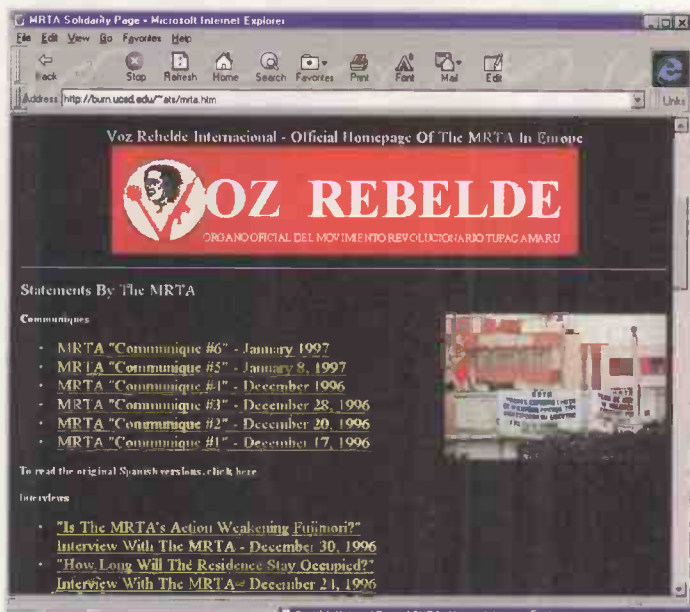 MRTA Solidarity Page - Microsoft Internet Explorer
File Edit View Go Favorites Help
Back Stop Refresh Home Search Favorites Print Font Mail Edit
Address http://burn.ucsd.edu/~ats/mrta.htm Links
Voz Rebelde Internacional - Official Homepage Of The MRTA In Europe
VOZ REBELDE
ORGANO OFICIAL DEL MOVIMIENTO REVOLUCIONARIO TUPAC AMARU
Statements By The MRTA
Communiques
• MRTA "Communique #6" - January 1997
• MRTA "Communique #5" - January 8, 1997
• MRTA "Communique #4" - December 1996
• MRTA "Communique #3" - December 28, 1996
• MRTA "Communique #2" - December 20, 1996
• MRTA "Communique #1" - December 17, 1996
To read the original Spanish versions, click here
Interviews
• "Is The MRTA's Action Weakening Fujimori?"
Interview With The MRTA - December 30, 1996
• "How Long Will The Residence Stay Occupied?"
Interview With The MRTA - December 24, 1996